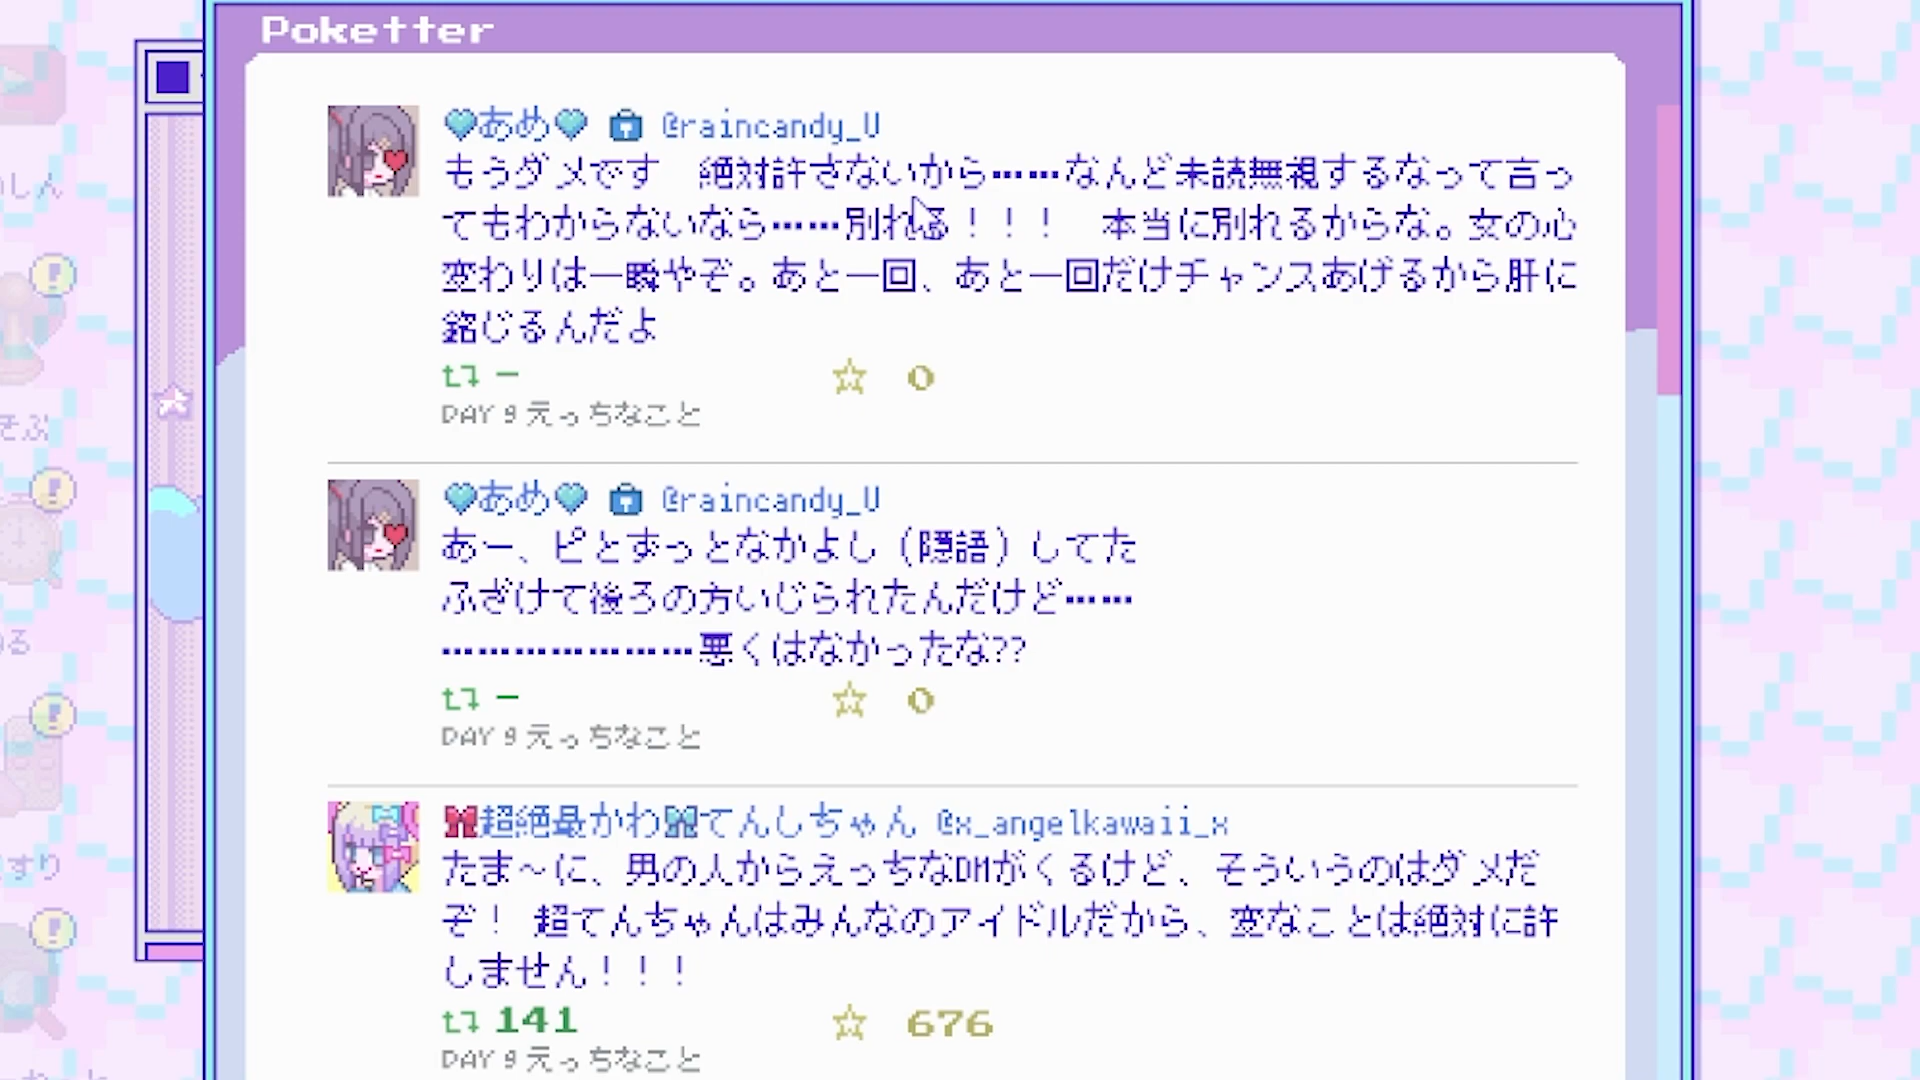 Poketter
あめ @raincandy_U
もうダメです　絶対許さないから……なんど未読無視するなって言っ
てもわからないなら……別れる！！！　本当に別れるからな。女の心
変わりは一瞬やぞ。あと一回、あと一回だけチャンスあげるから肝に
銘じるんだよ
- 0
DAY 9 えっちなこと
あめ @raincandy_U
あー、ピとずっとなかよし（隠語）してた
ふざけて後ろの方いじられたんだけど……
……………………悪くはなかったな??
- 0
DAY 9 えっちなこと
超絶最かわてんしちゃん @x_angelkawaii_x
たま～に、男の人からえっちなDMがくるけど、そういうのはダメだ
ぞ！ 超てんちゃんはみんなのアイドルだから、変なことは絶対に許
しません！！！
141 676
DAY 9 えっちなこと